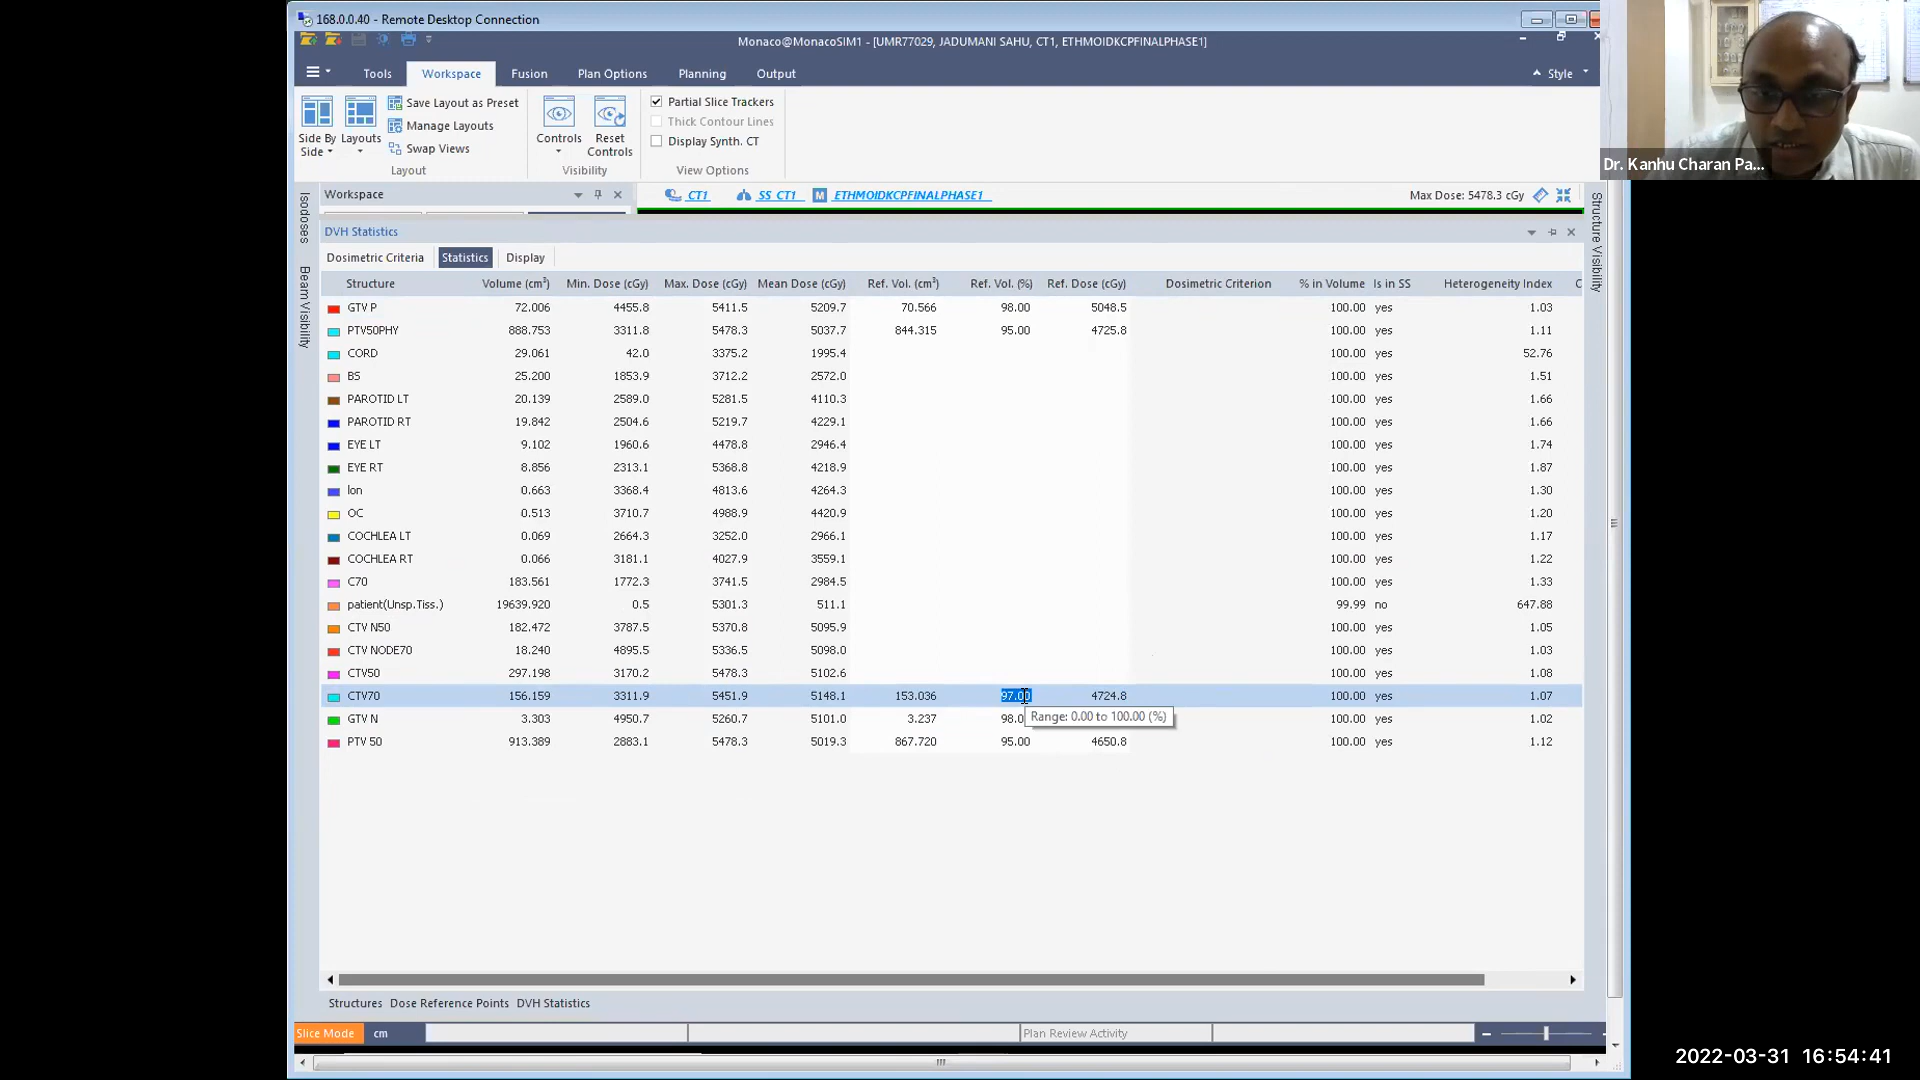 168.0.0.40 - Remote Desktop Connection
Monaco@MonacoSIM1 - [UMR77029, JADUMANI SAHU, CT1, ETHMOIDKCPFINALPHASE1]
Tools Workspace Fusion Plan Options Planning Output Style
Side By Side
Layouts
Save Layout as Preset
Manage Layouts
Swap Views
Layout
Controls
Reset Controls
Visibility
Partial Slice Trackers
Thick Contour Lines
Display Synth. CT
View Options
Dr. Kanhu Charan Pa...
Isodoses
Beam Visibility
Structure Visibility
Workspace
CT1 SS_CT1 M ETHMOIDKCPFINALPHASE1 Max Dose: 5478.3 cGy
DVH Statistics
Dosimetric Criteria Statistics Display
Structure Volume (cm³) Min. Dose (cGy) Max. Dose (cGy) Mean Dose (cGy) Ref. Vol. (cm³) Ref. Vol. (%) Ref. Dose (cGy) Dosimetric Criterion % in Volume Is in SS Heterogeneity Index C
GTV P 72.006 4455.8 5411.5 5209.7 70.566 98.00 5048.5 100.00 yes 1.03
PTV50PHY 888.753 3311.8 5478.3 5037.7 844.315 95.00 4725.8 100.00 yes 1.11
CORD 29.061 42.0 3375.2 1995.4 100.00 yes 52.76
BS 25.200 1853.9 3712.2 2572.0 100.00 yes 1.51
PAROTID LT 20.139 2589.0 5281.5 4110.3 100.00 yes 1.66
PAROTID RT 19.842 2504.6 5219.7 4229.1 100.00 yes 1.66
EYE LT 9.102 1960.6 4478.8 2946.4 100.00 yes 1.74
EYE RT 8.856 2313.1 5368.8 4218.9 100.00 yes 1.87
lon 0.663 3368.4 4813.6 4264.3 100.00 yes 1.30
OC 0.513 3710.7 4988.9 4420.9 100.00 yes 1.20
COCHLEA LT 0.069 2664.3 3252.0 2966.1 100.00 yes 1.17
COCHLEA RT 0.066 3181.1 4027.9 3559.1 100.00 yes 1.22
C70 183.561 1772.3 3741.5 2984.5 100.00 yes 1.33
patient(Unsp.Tiss.) 19639.920 0.5 5301.3 511.1 99.99 no 647.88
CTV N50 182.472 3787.5 5370.8 5095.9 100.00 yes 1.05
CTV NODE70 18.240 4895.5 5336.5 5098.0 100.00 yes 1.03
CTV50 297.198 3170.2 5478.3 5102.6 100.00 yes 1.08
CTV70 156.159 3311.9 5451.9 5148.1 153.036 97.00 4724.8 100.00 yes 1.07
GTV N 3.303 4950.7 5260.7 5101.0 3.237 98.0 100.00 yes 1.02
Range: 0.00 to 100.00 (%)
PTV 50 913.389 2883.1 5478.3 5019.3 867.720 95.00 4650.8 100.00 yes 1.12
Structures Dose Reference Points DVH Statistics
Slice Mode cm Plan Review Activity
2022-03-31 16:54:41